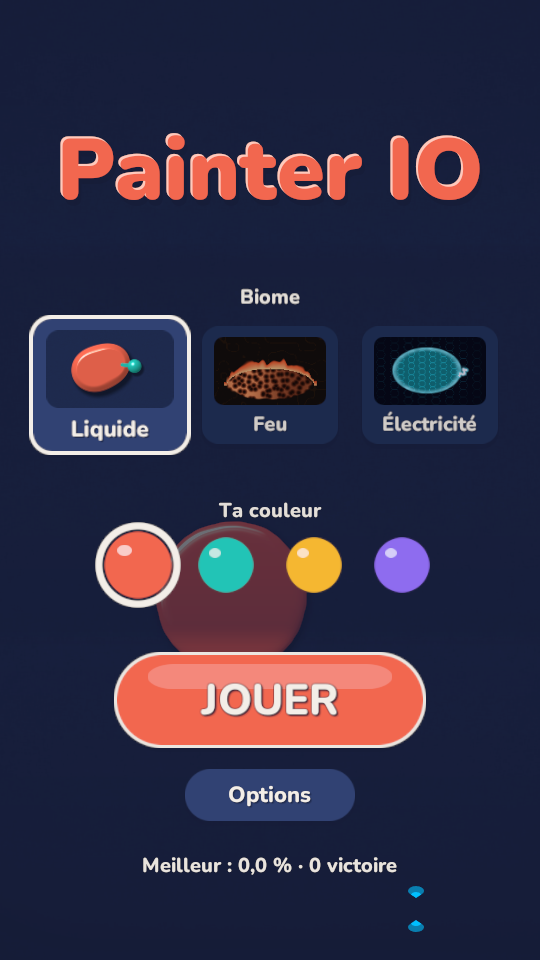 Painter IO
Biome
Liquide
Feu
Électricité
Ta couleur
JOUER
Options
Meilleur : 0,0 % · 0 victoire